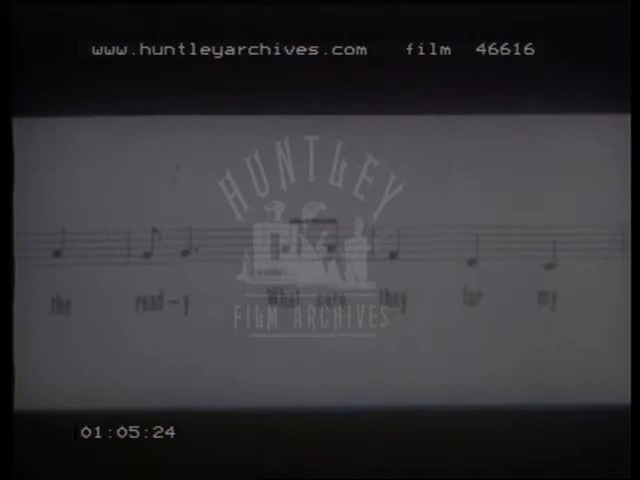 www.huntleyarchives.com film 46616
HUNTLEY
the read-y What care they for my
FILM ARCHIVES
01:05:24